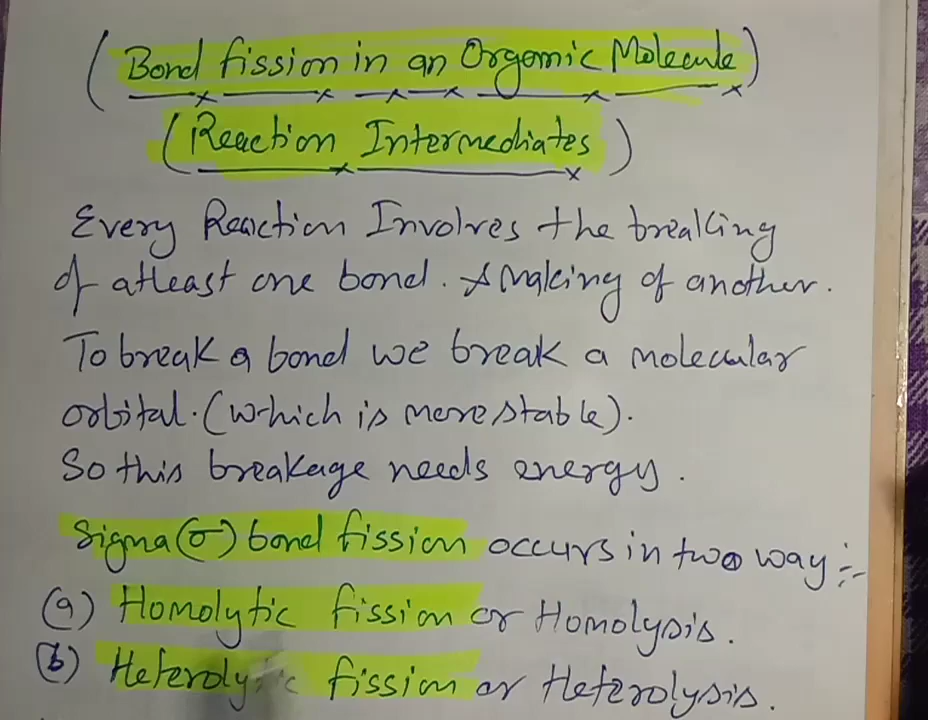 (Bond fission in an Organic Molecule)
(Reaction Intermediates)
Every Reaction Involves the breaking
of atleast one bond. & making of another.
To break a bond we break a molecular
orbital. (which is more stable).
So this breakage needs energy.
Sigma (σ) bond fission occurs in two way :-
(a) Homolytic fission or Homolysis.
(b) Heterolytic fission or Heterolysis.